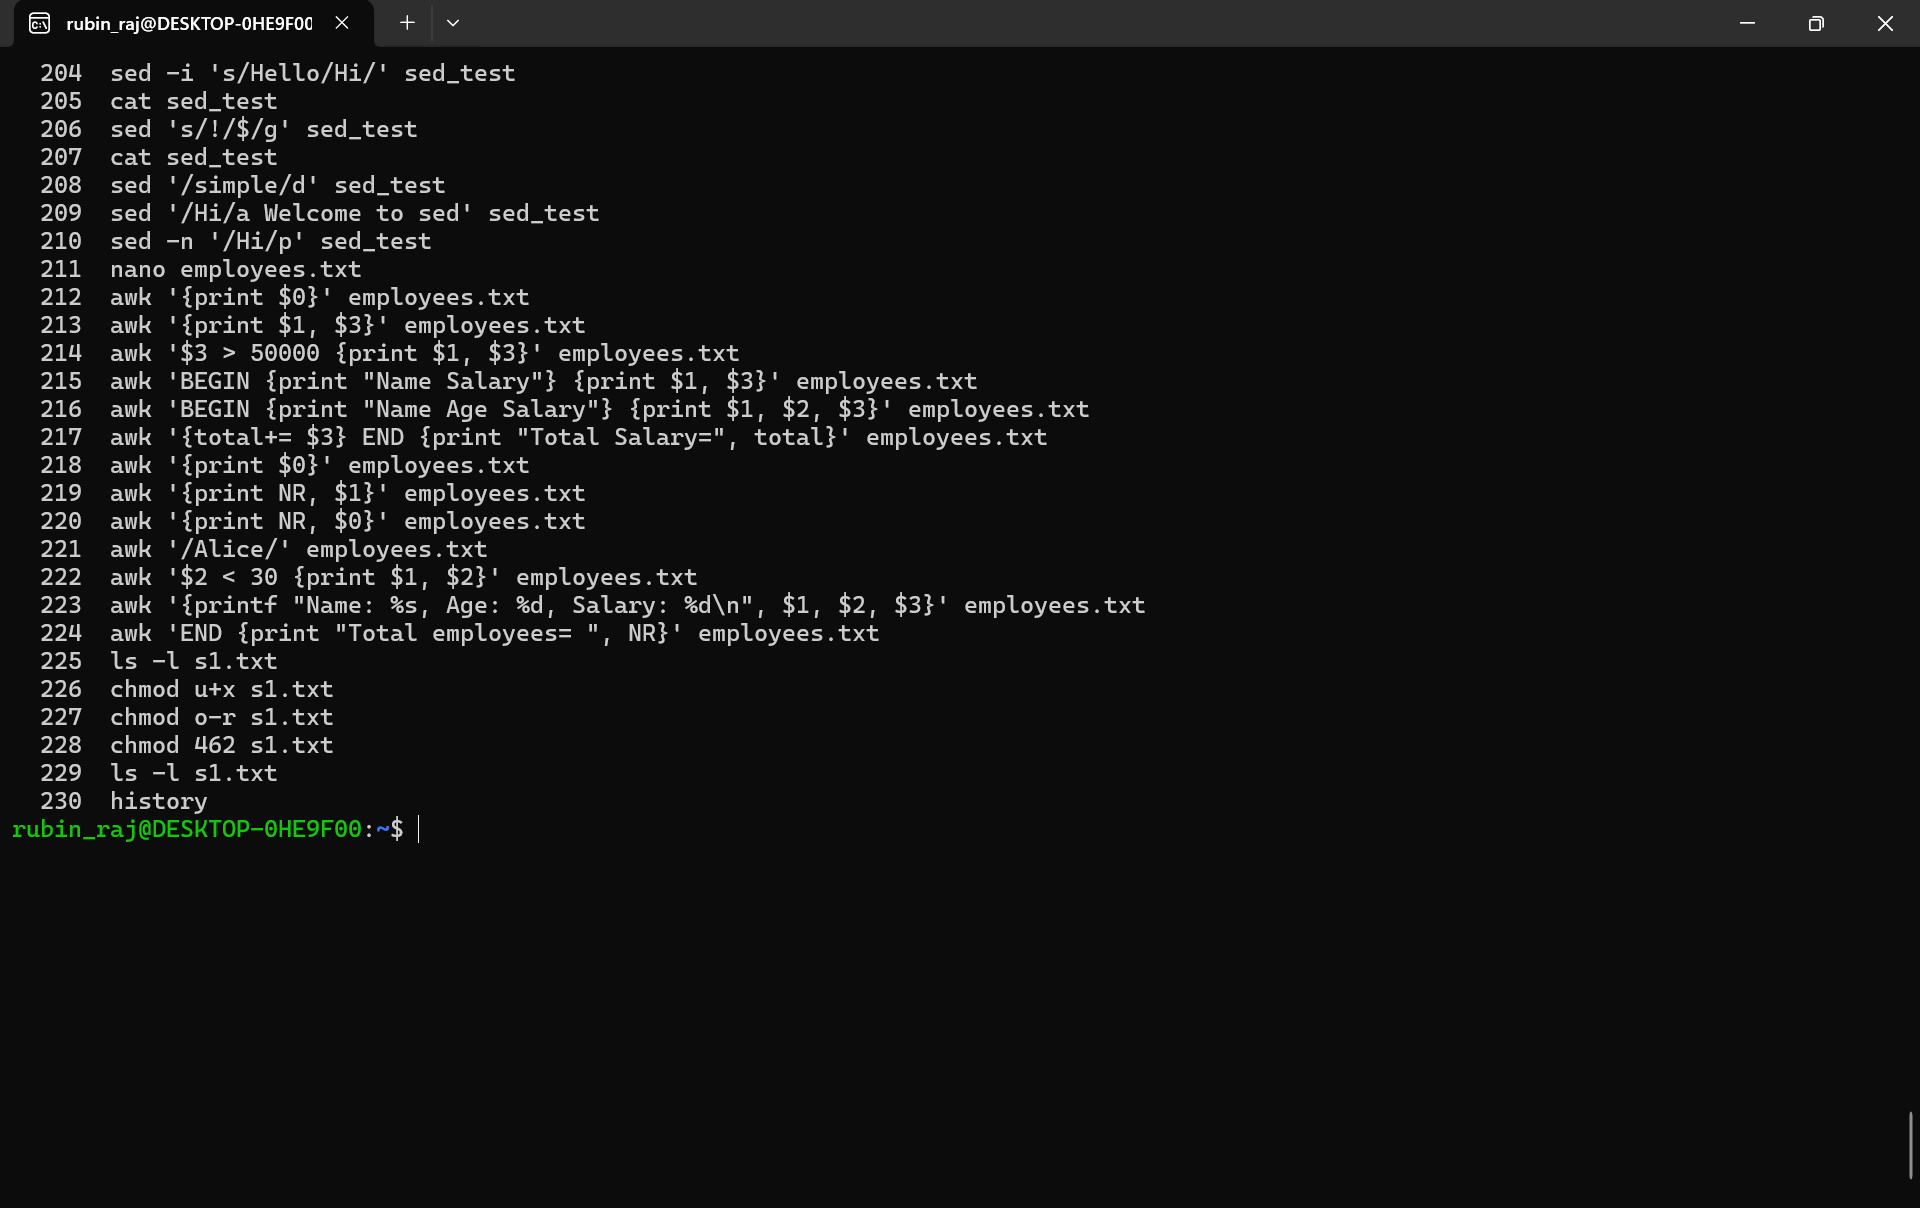 rubin_raj@DESKTOP-0HE9F00
204 sed -i 's/Hello/Hi/' sed_test
205 cat sed_test
206 sed 's/!/$/g' sed_test
207 cat sed_test
208 sed '/simple/d' sed_test
209 sed '/Hi/a Welcome to sed' sed_test
210 sed -n '/Hi/p' sed_test
211 nano employees.txt
212 awk '{print $0}' employees.txt
213 awk '{print $1, $3}' employees.txt
214 awk '$3 > 50000 {print $1, $3}' employees.txt
215 awk 'BEGIN {print "Name Salary"} {print $1, $3}' employees.txt
216 awk 'BEGIN {print "Name Age Salary"} {print $1, $2, $3}' employees.txt
217 awk '{total+= $3} END {print "Total Salary=", total}' employees.txt
218 awk '{print $0}' employees.txt
219 awk '{print NR, $1}' employees.txt
220 awk '{print NR, $0}' employees.txt
221 awk '/Alice/' employees.txt
222 awk '$2 < 30 {print $1, $2}' employees.txt
223 awk '{printf "Name: %s, Age: %d, Salary: %d\n", $1, $2, $3}' employees.txt
224 awk 'END {print "Total employees= ", NR}' employees.txt
225 ls -l s1.txt
226 chmod u+x s1.txt
227 chmod o-r s1.txt
228 chmod 462 s1.txt
229 ls -l s1.txt
230 history
rubin_raj@DESKTOP-0HE9F00:~$